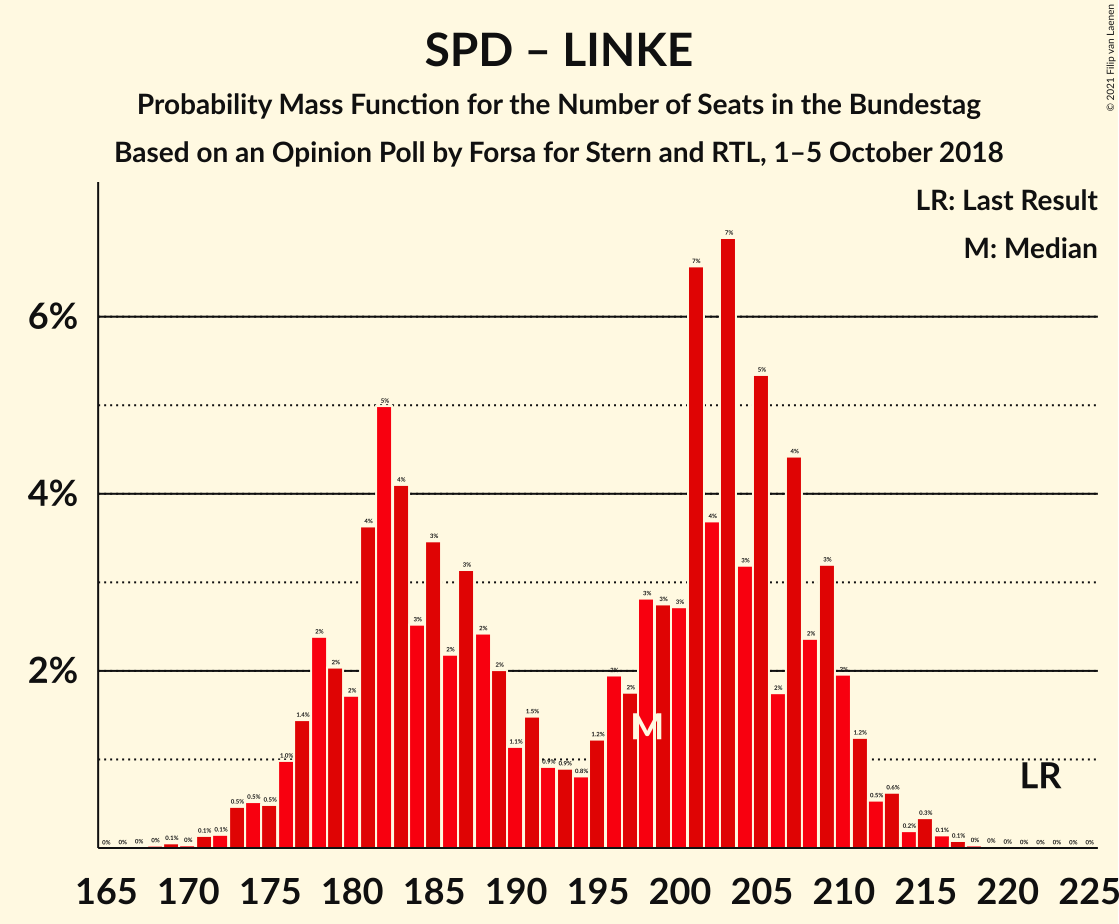 © 2021 Filip van Laenen
SPD – LINKE
Probability Mass Function for the Number of Seats in the Bundestag
Based on an Opinion Poll by Forsa for Stern and RTL, 1–5 October 2018
LR: Last Result
M: Median
6%
4%
2%
0% 0% 0% 0% 0.1% 0% 0.1% 0.1% 0.5% 0.5% 0.5% 1.0% 1.4% 2% 2% 2% 4% 5% 4% 3% 3% 2% 3% 2% 2% 1.1% 1.5% 0.9% 0.9% 0.8% 1.2% 2% 2% 3% 3% 3% 7% 4% 7% 3% 5% 2% 4% 2% 3% 2% 1.2% 0.5% 0.6% 0.2% 0.3% 0.1% 0.1% 0% 0% 0% 0% 0% 0% 0% 0%
M
LR
165 170 175 180 185 190 195 200 205 210 215 220 225